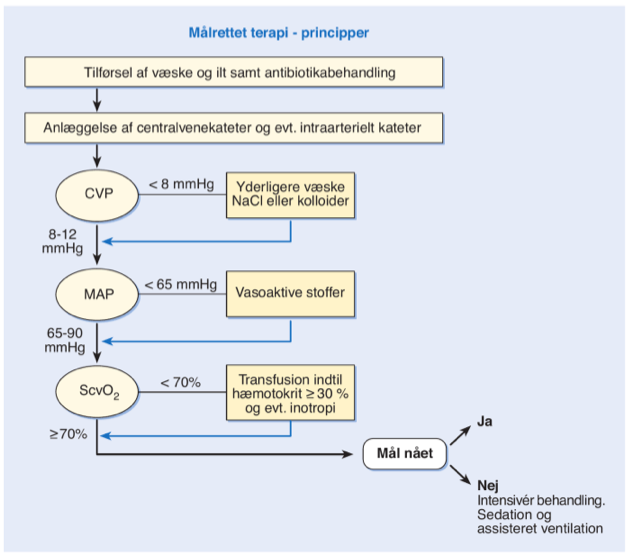 Målrettet terapi - principper
Tilførsel af væske og ilt samt antibiotikabehandling
Anlæggelse af centralvenekateter og evt. intraarterielt kateter
CVP
< 8 mmHg
Yderligere væske
NaCl eller kolloider
8-12
mmHg
MAP
< 65 mmHg
Vasoaktive stoffer
65-90
mmHg
ScvO₂
< 70%
Transfusion indtil
hæmotokrit ≥ 30 %
og evt. inotropi
≥70%
Mål nået
Ja
Nej
Intensivér behandling.
Sedation og
assisteret ventilation